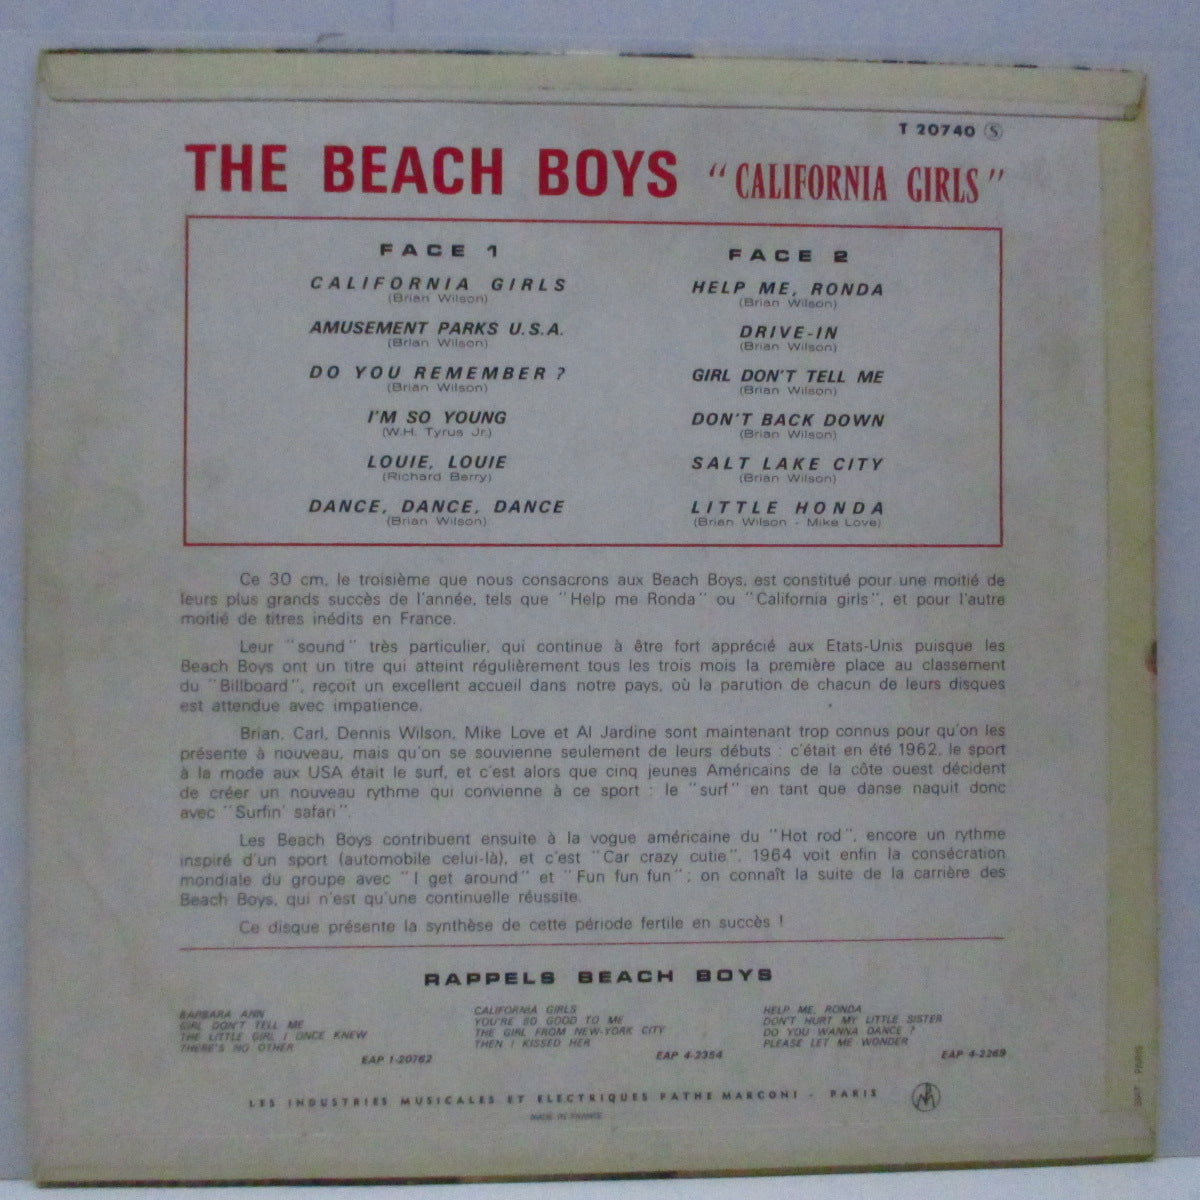 T 20740 Ⓢ
THE BEACH BOYS "CALIFORNIA GIRLS"
FACE 1
CALIFORNIA GIRLS
(Brian Wilson)
AMUSEMENT PARKS U.S.A.
(Brian Wilson)
DO YOU REMEMBER ?
(Brian Wilson)
I'M SO YOUNG
(W.H. Tyrus Jr.)
LOUIE, LOUIE
(Richard Berry)
DANCE, DANCE, DANCE
(Brian Wilson)
FACE 2
HELP ME, RONDA
(Brian Wilson)
DRIVE-IN
(Brian Wilson)
GIRL DON'T TELL ME
(Brian Wilson)
DON'T BACK DOWN
(Brian Wilson)
SALT LAKE CITY
(Brian Wilson)
LITTLE HONDA
(Brian Wilson - Mike Love)
Ce 30 cm, le troisième que nous consacrons aux Beach Boys, est constitué pour une moitié de
leurs plus grands succès de l'année, tels que "Help me Ronda" ou "California girls", et pour l'autre
moitié de titres inédits en France.
Leur "sound" très particulier, qui continue à être fort apprécié aux Etats-Unis puisque les
Beach Boys ont un titre qui atteint régulièrement tous les trois mois la première place au classement
du "Billboard", reçoit un excellent accueil dans notre pays, où la parution de chacun de leurs disques
est attendue avec impatience.
Brian, Carl, Dennis Wilson, Mike Love et Al Jardine sont maintenant trop connus pour qu'on les
présente à nouveau, mais qu'on se souvienne seulement de leurs débuts : c'était en été 1962, le sport
à la mode aux USA était le surf, et c'est alors que cinq jeunes Américains de la côte ouest décident
de créer un nouveau rythme qui convienne à ce sport : le "surf" en tant que danse naquit donc
avec "Surfin' safari".
Les Beach Boys contribuent ensuite à la vogue américaine du "Hot rod", encore un rythme
inspiré d'un sport (automobile celui-là), et c'est "Car crazy cutie". 1964 voit enfin la consécration
mondiale du groupe avec "I get around" et "Fun fun fun" ; on connaît la suite de la carrière des
Beach Boys, qui n'est qu'une continuelle réussite.
Ce disque présente la synthèse de cette période fertile en succès !
RAPPELS BEACH BOYS
BARBARA ANN
GIRL DON'T TELL ME
THE LITTLE GIRL I ONCE KNEW
THERE'S NO OTHER
EAP 1-20762
CALIFORNIA GIRLS
YOU'RE SO GOOD TO ME
THE GIRL FROM NEW-YORK CITY
THEN I KISSED HER
EAP 4-2354
HELP ME, RONDA
DON'T HURT MY LITTLE SISTER
DO YOU WANNA DANCE ?
PLEASE LET ME WONDER
EAP 4-2269
LES INDUSTRIES MUSICALES ET ELECTRIQUES PATHE MARCONI - PARIS
MADE IN FRANCE